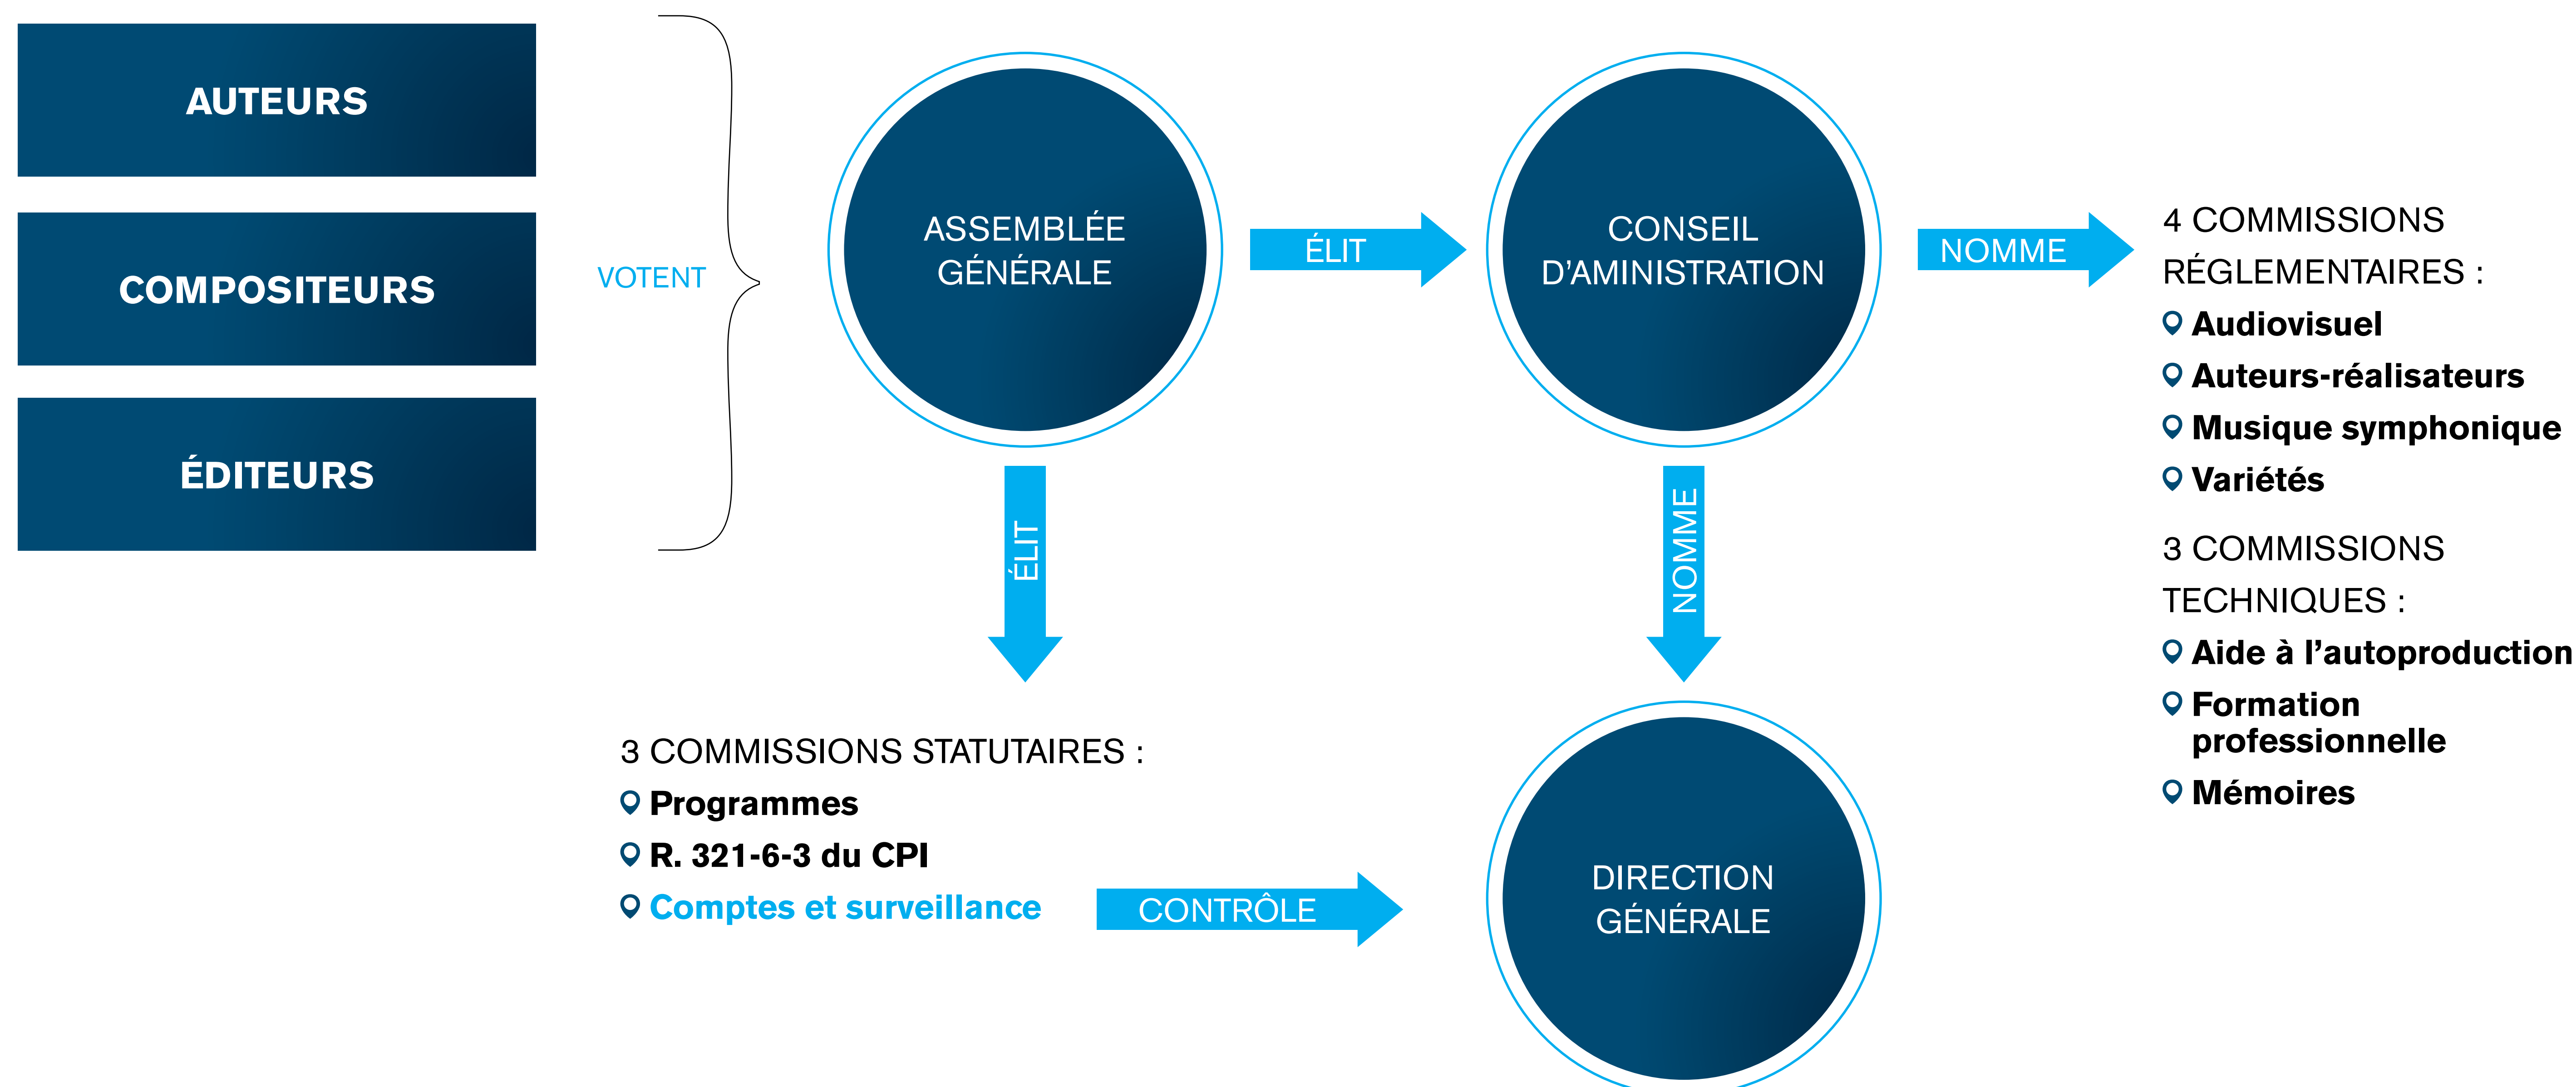 AUTEURS
COMPOSITEURS
ÉDITEURS
VOTENT
ASSEMBLÉE
GÉNÉRALE
ÉLIT
CONSEIL
D'AMINISTRATION
NOMME
4 COMMISSIONS
RÉGLEMENTAIRES :
Audiovisuel
Auteurs-réalisateurs
Musique symphonique
Variétés
3 COMMISSIONS
TECHNIQUES :
Aide à l'autoproduction
Formation
professionnelle
Mémoires
ÉLIT
NOMME
3 COMMISSIONS STATUTAIRES :
Programmes
R. 321-6-3 du CPI
Comptes et surveillance
CONTRÔLE
DIRECTION
GÉNÉRALE